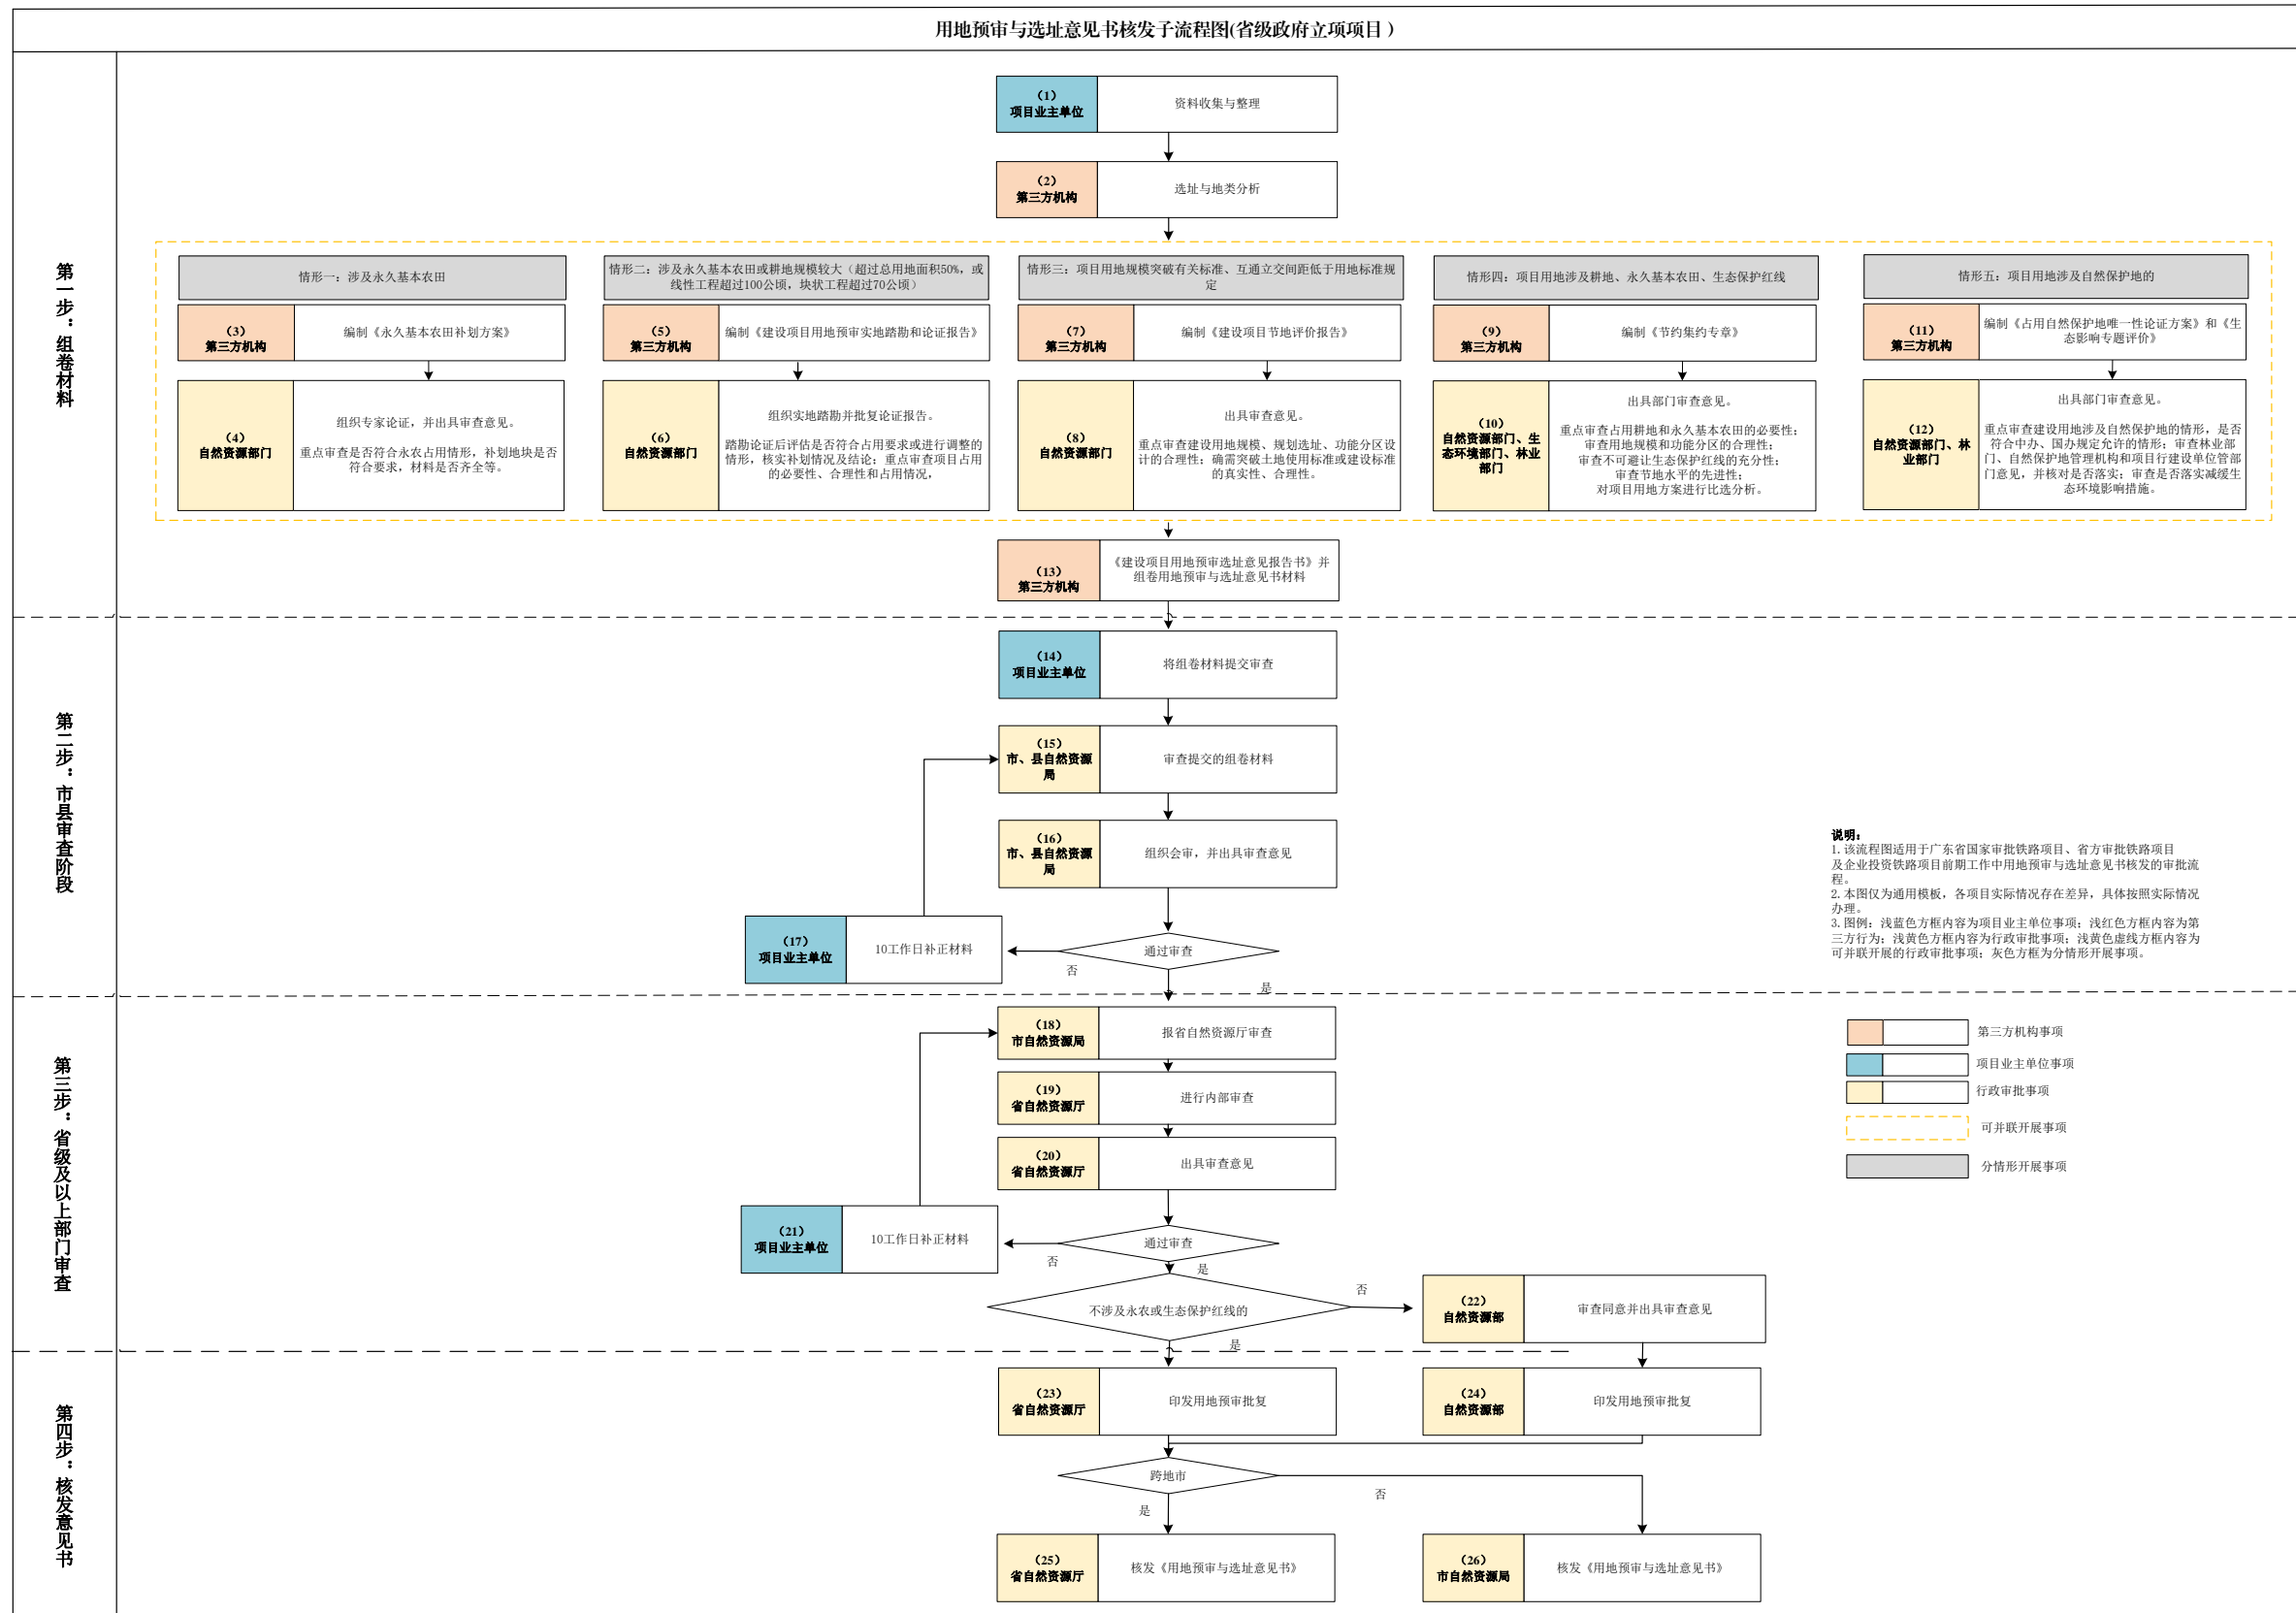 用地预审与选址意见书核发子流程图(省级政府立项项目)
第一步：组卷材料
（1）
项目业主单位
资料收集与整理
（2）
第三方机构
选址与地类分析
情形一：涉及永久基本农田
（3）
第三方机构
编制《永久基本农田补划方案》
（4）
自然资源部门
组织专家论证，并出具审查意见。
重点审查是否符合永农占用情形，补划地块是否
符合要求，材料是否齐全等。
情形二：涉及永久基本农田或耕地规模较大（超过总用地面积50%，或
线性工程超过100公顷，块状工程超过70公顷）
（5）
第三方机构
编制《建设项目用地预审实地踏勘和论证报告》
（6）
自然资源部门
组织实地踏勘并批复论证报告。
踏勘论证后评估是否符合占用要求或进行调整的
情形，核实补划情况及结论；重点审查项目占用
的必要性、合理性和占用情况，
情形三：项目用地规模突破有关标准、互通立交间距低于用地标准规
定
（7）
第三方机构
编制《建设项目节地评价报告》
（8）
自然资源部门
出具审查意见。
重点审查建设用地规模、规划选址、功能分区设
计的合理性；确需突破土地使用标准或建设标准
的真实性、合理性。
情形四：项目用地涉及耕地、永久基本农田、生态保护红线
（9）
第三方机构
编制《节约集约专章》
（10）
自然资源部门、生
态环境部门、林业
部门
出具部门审查意见。
重点审查占用耕地和永久基本农田的必要性；
审查用地规模和功能分区的合理性；
审查不可避让生态保护红线的充分性；
审查节地水平的先进性；
对项目用地方案进行比选分析。
情形五：项目用地涉及自然保护地的
（11）
第三方机构
编制《占用自然保护地唯一性论证方案》和《生
态影响专题评价》
（12）
自然资源部门、林
业部门
出具部门审查意见。
重点审查建设用地涉及自然保护地的情形，是否
符合中办、国办规定允许的情形；审查林业部
门、自然保护地管理机构和项目行建设单位管部
门意见，并核对是否落实；审查是否落实减缓生
态环境影响措施。
（13）
第三方机构
《建设项目用地预审选址意见报告书》并
组卷用地预审与选址意见书材料
第二步：市县审查阶段
（14）
项目业主单位
将组卷材料提交审查
（15）
市、县自然资源
局
审查提交的组卷材料
（16）
市、县自然资源
局
组织会审，并出具审查意见
（17）
项目业主单位
10工作日补正材料
通过审查
否
是
说明：
1.该流程图适用于广东省国家审批铁路项目、省方审批铁路项目
及企业投资铁路项目前期工作中用地预审与选址意见书核发的审批流
程。
2.本图仅为通用模板，各项目实际情况存在差异，具体按照实际情况
办理。
3.图例：浅蓝色方框内容为项目业主单位事项；浅红色方框内容为第
三方行为；浅黄色方框内容为行政审批事项；浅黄色虚线方框内容为
可并联开展的行政审批事项；灰色方框为分情形开展事项。
第三方机构事项
项目业主单位事项
行政审批事项
可并联开展事项
分情形开展事项
第三步：省级及以上部门审查
（18）
市自然资源局
报省自然资源厅审查
（19）
省自然资源厅
进行内部审查
（20）
省自然资源厅
出具审查意见
（21）
项目业主单位
10工作日补正材料
通过审查
否
是
不涉及永农或生态保护红线的
否
是
（22）
自然资源部
审查同意并出具审查意见
第四步：核发意见书
（23）
省自然资源厅
印发用地预审批复
（24）
自然资源部
印发用地预审批复
跨地市
是
否
（25）
省自然资源厅
核发《用地预审与选址意见书》
（26）
市自然资源局
核发《用地预审与选址意见书》